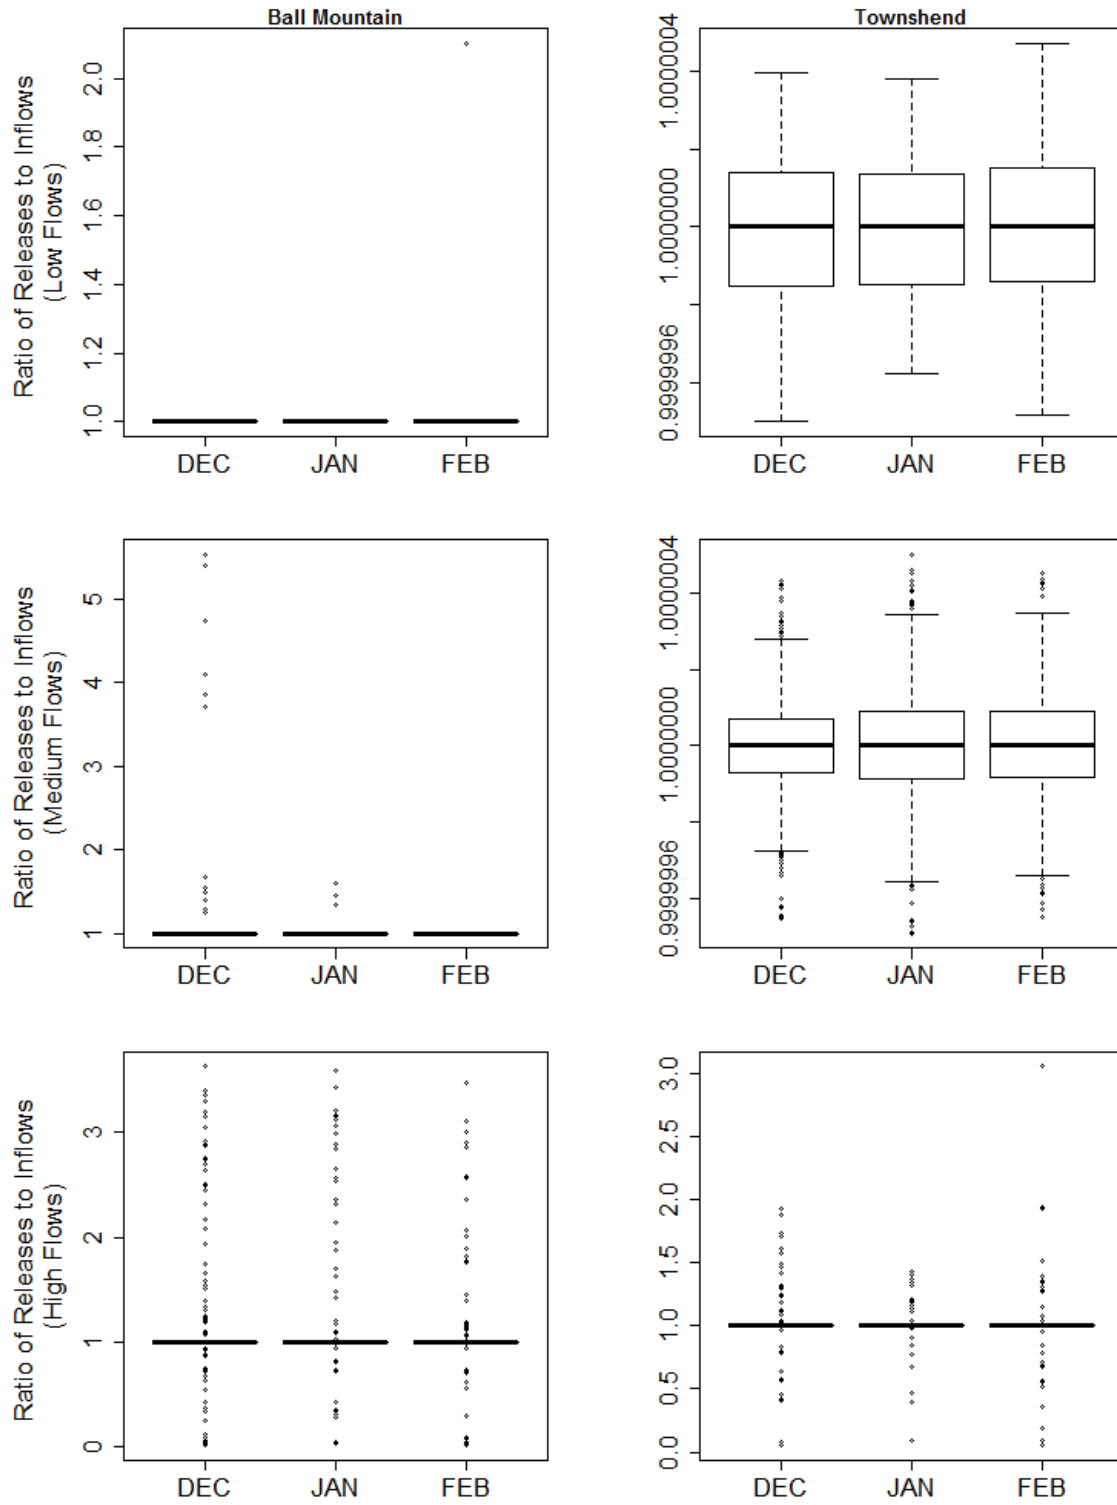 Ball Mountain
Townshend
Ratio of Releases to Inflows
(Low Flows)
1.0 1.2 1.4 1.6 1.8 2.0
DEC JAN FEB
0.9999996 1.0000000 1.0000004
DEC JAN FEB
Ratio of Releases to Inflows
(Medium Flows)
1 2 3 4 5
DEC JAN FEB
0.9999996 1.0000000 1.0000004
DEC JAN FEB
Ratio of Releases to Inflows
(High Flows)
0 1 2 3
DEC JAN FEB
0.0 0.5 1.0 1.5 2.0 2.5 3.0
DEC JAN FEB